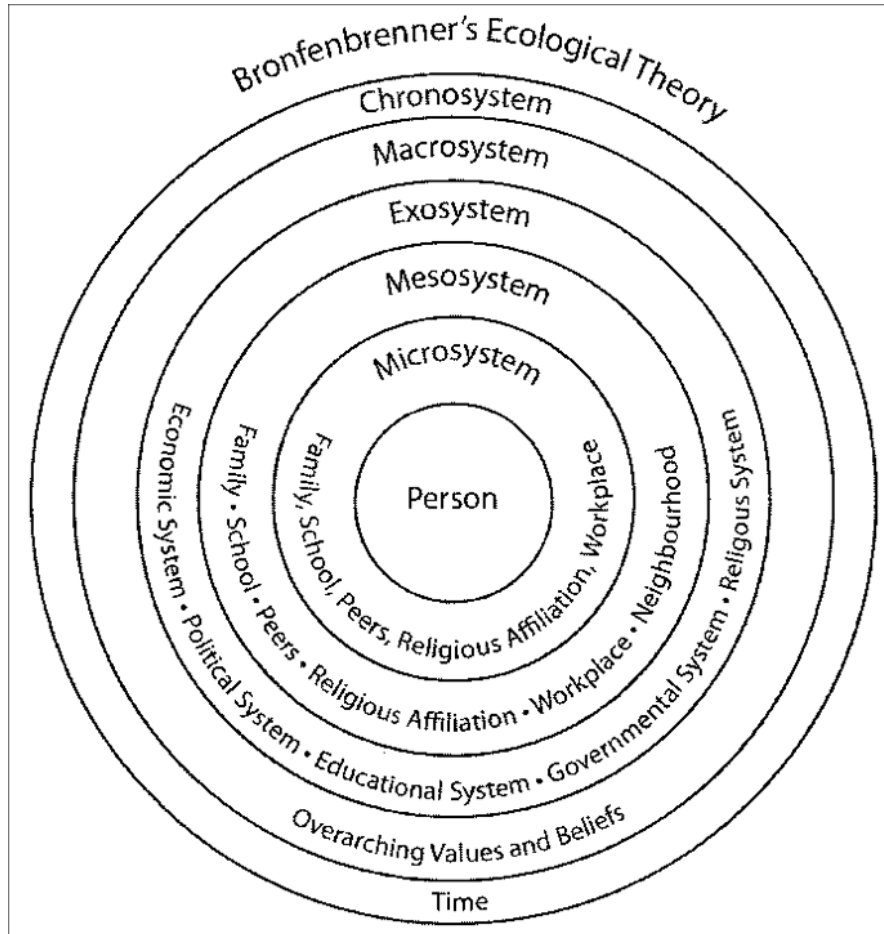 Bronfenbrenner's Ecological Theory
Chronosystem
Macrosystem
Exosystem
Mesosystem
Microsystem
Person
Family, School, Peers, Religious Affiliation, Workplace
Family • School • Peers • Religious Affiliation • Workplace • Neighbourhood
Economic System • Political System • Educational System • Governmental System • Religous System
Overarching Values and Beliefs
Time